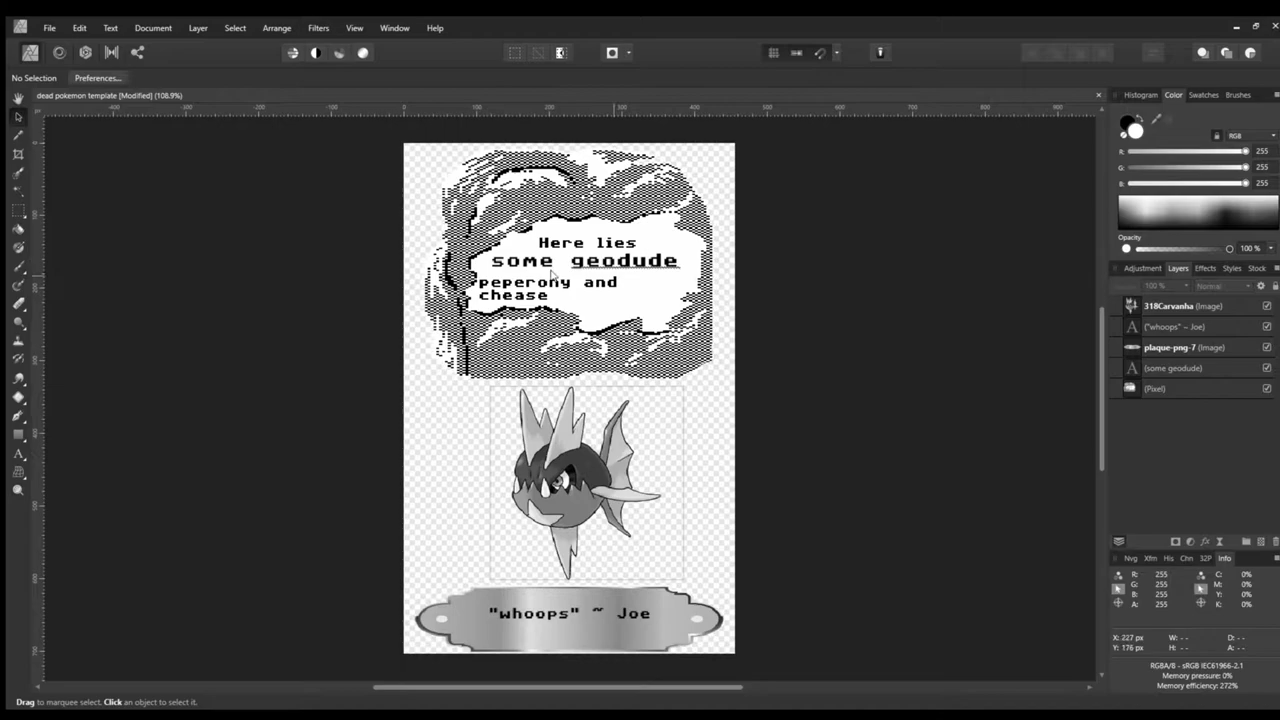 File Edit Text Document Layer Select Arrange Filters View Window Help
No Selection Preferences...
dead pokemon template [Modified] (108.9%)
Histogram Color Swatches Brushes
RGB
R: 255
G: 255
B: 255
Opacity
100 %
Adjustment Layers Effects Styles Stock
100 % Normal
318Carvanha (Image)
("whoops" ~ Joe)
plaque-png-7 (Image)
(some geodude)
(Pixel)
Here lies
some geodude
peperony and
chease
"whoops" ~ Joe
Nvg Xfm His Chn 32P Info
R: 255 C: 0%
G: 255 M: 0%
B: 255 Y: 0%
A: 255 K: 0%
X: 227 px W: - -
Y: 176 px H: - -
RGBA/8 - sRGB IEC61966-2.1
Memory pressure: 0%
Memory efficiency: 272%
Drag to marquee select. Click an object to select it.